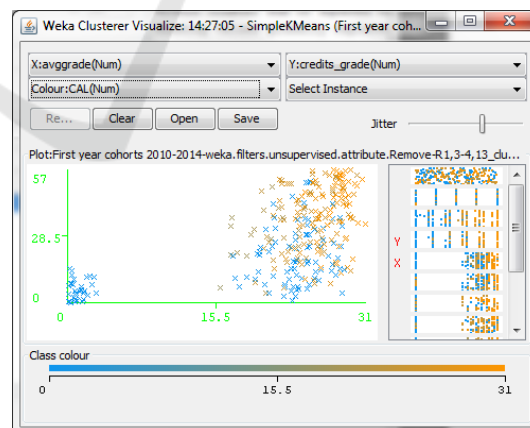 Weka Clusterer Visualize: 14:27:05 - SimpleKMeans (First year coh...
X:avggrade(Num)
Y:credits_grade(Num)
Colour:CAL(Num)
Select Instance
Re...
Clear
Open
Save
Jitter
Plot:First year cohorts 2010-2014-weka.filters.unsupervised.attribute.Remove-R1,3-4,13_clu...
57
28.5
0
0
15.5
31
Y
X
Class colour
0
15.5
31